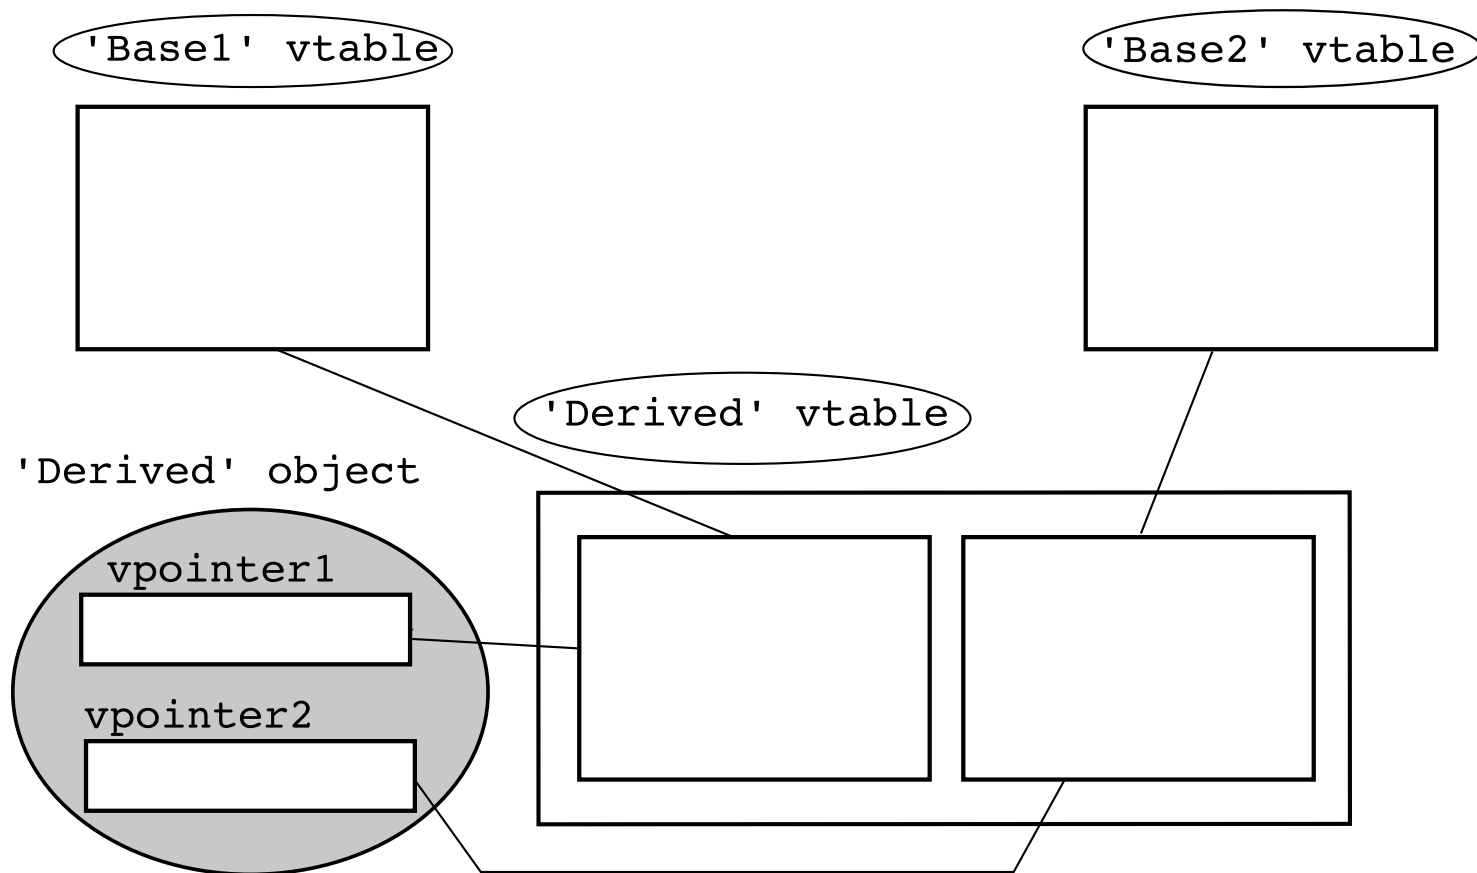 'Base1' vtable
'Base2' vtable
'Derived' vtable
'Derived' object
vpointer1
vpointer2